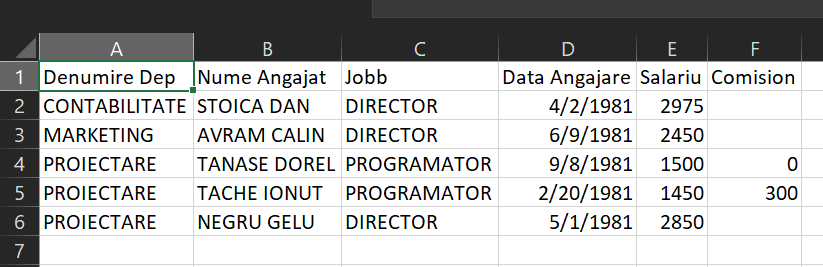 A B C D E F
1 Denumire Dep Nume Angajat Jobb Data Angajare Salariu Comision
2 CONTABILITATE STOICA DAN DIRECTOR 4/2/1981 2975
3 MARKETING AVRAM CALIN DIRECTOR 6/9/1981 2450
4 PROIECTARE TANASE DOREL PROGRAMATOR 9/8/1981 1500 0
5 PROIECTARE TACHE IONUT PROGRAMATOR 2/20/1981 1450 300
6 PROIECTARE NEGRU GELU DIRECTOR 5/1/1981 2850
7